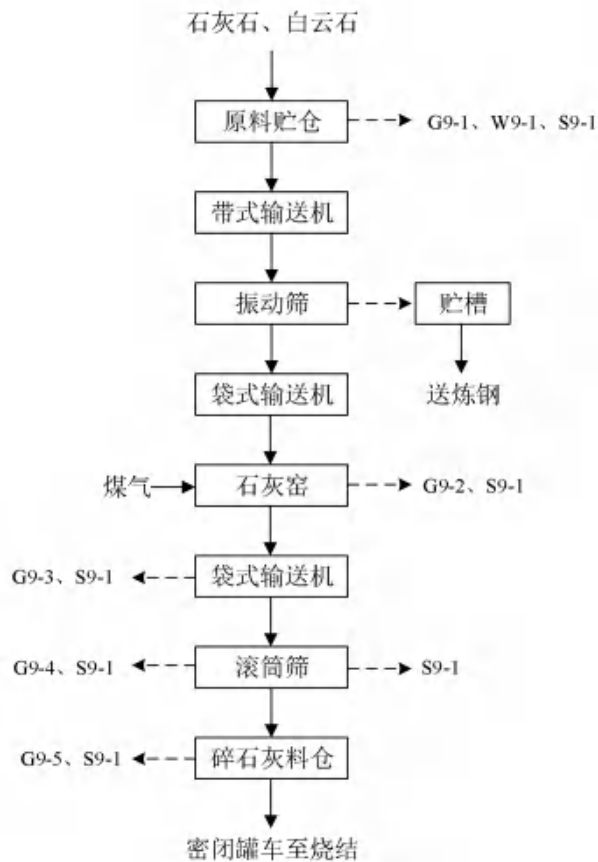 石灰石、白云石
原料贮仓
G9-1、W9-1、S9-1
带式输送机
振动筛
贮槽
袋式输送机
送炼钢
煤气
石灰窑
G9-2、S9-1
G9-3、S9-1
袋式输送机
G9-4、S9-1
滚筒筛
S9-1
G9-5、S9-1
碎石灰料仓
密闭罐车至烧结